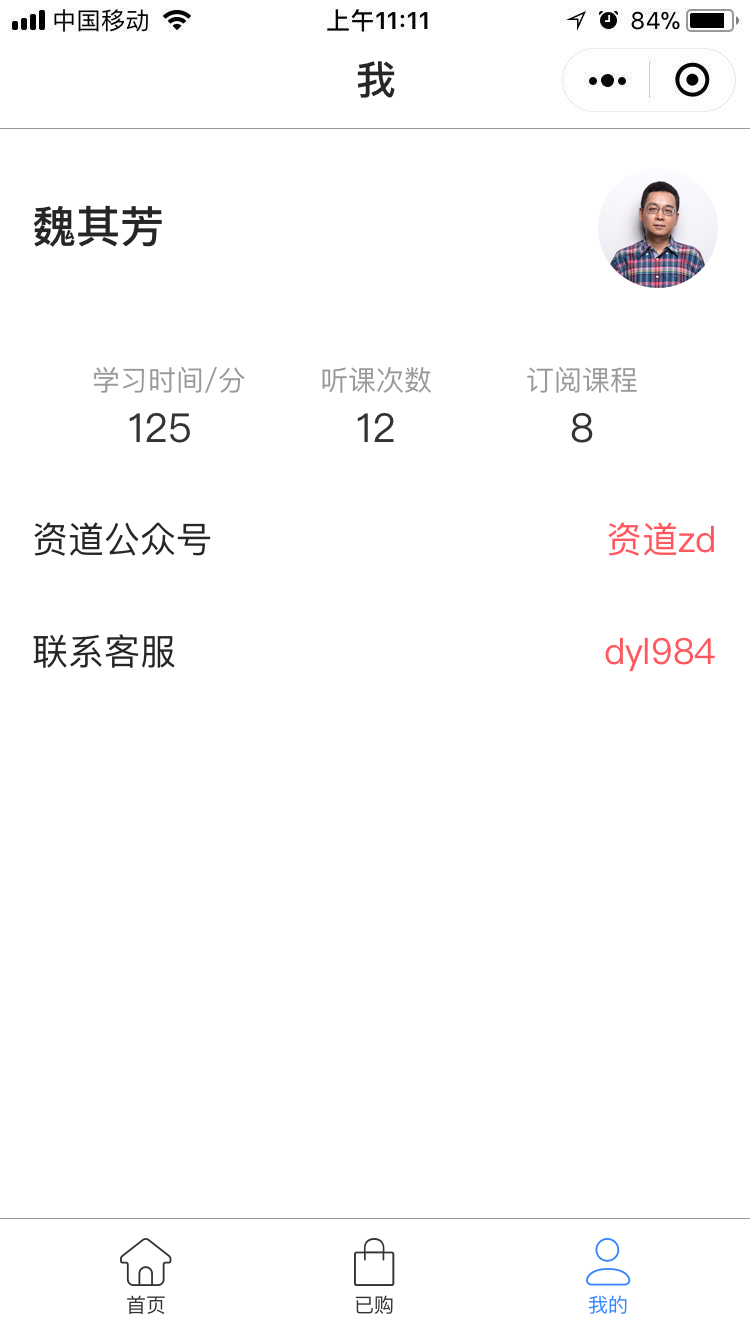 中国移动 上午11:11 84%
我
魏其芳
学习时间/分 听课次数 订阅课程
125 12 8
资道公众号 资道zd
联系客服 dyl984
首页 已购 我的